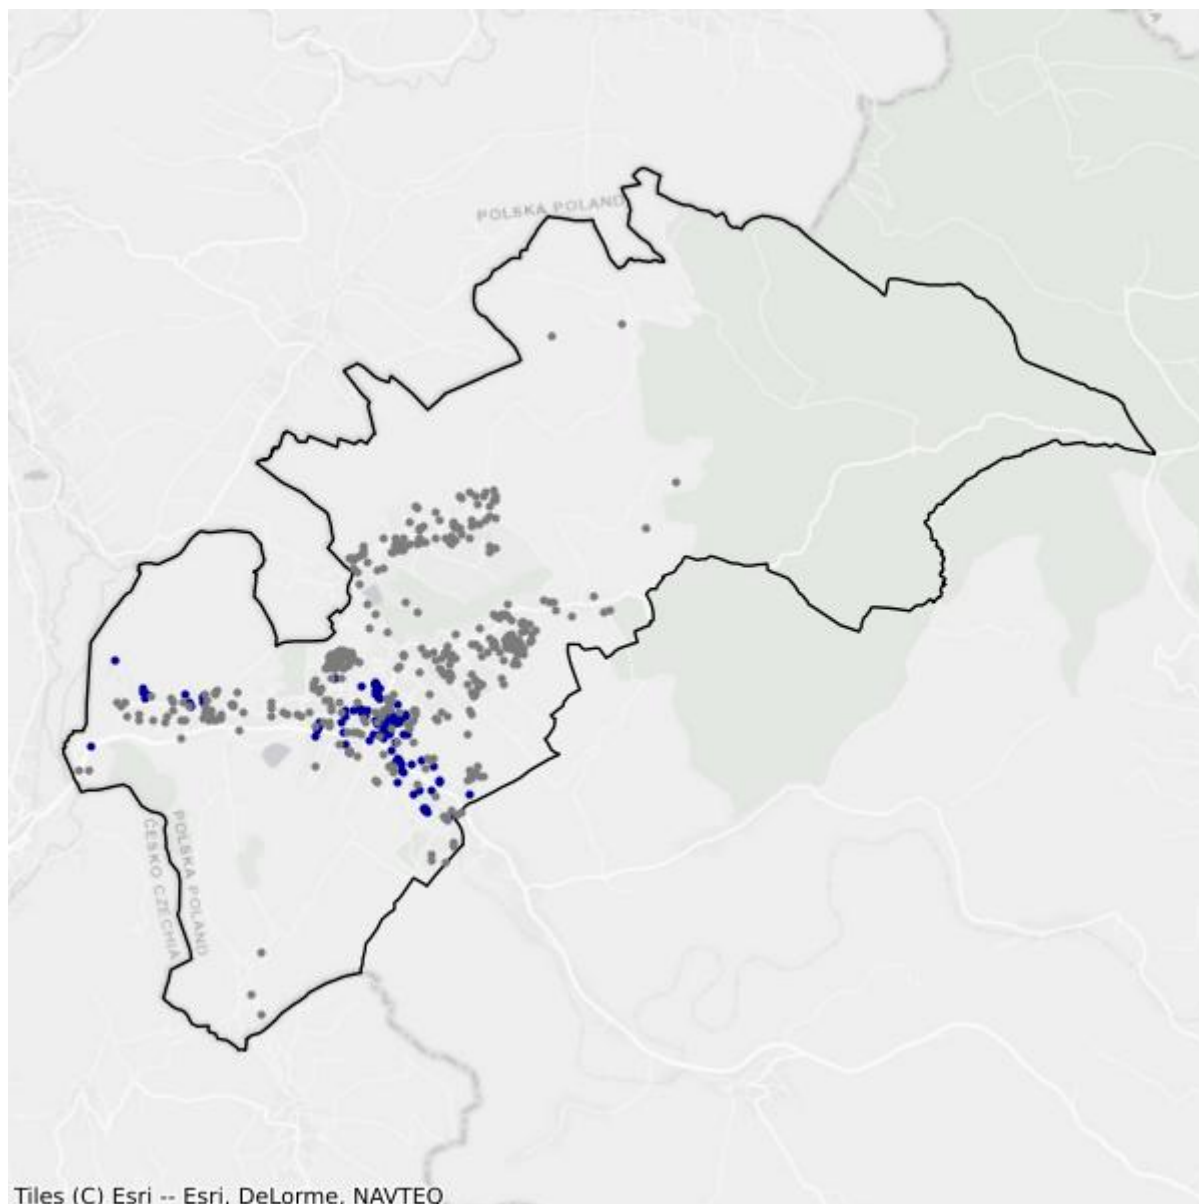 POLSKA POLAND
POLSKA POLAND
ČESKO CZECHIA
Tiles (C) Esri -- Esri, DeLorme, NAVTEQ